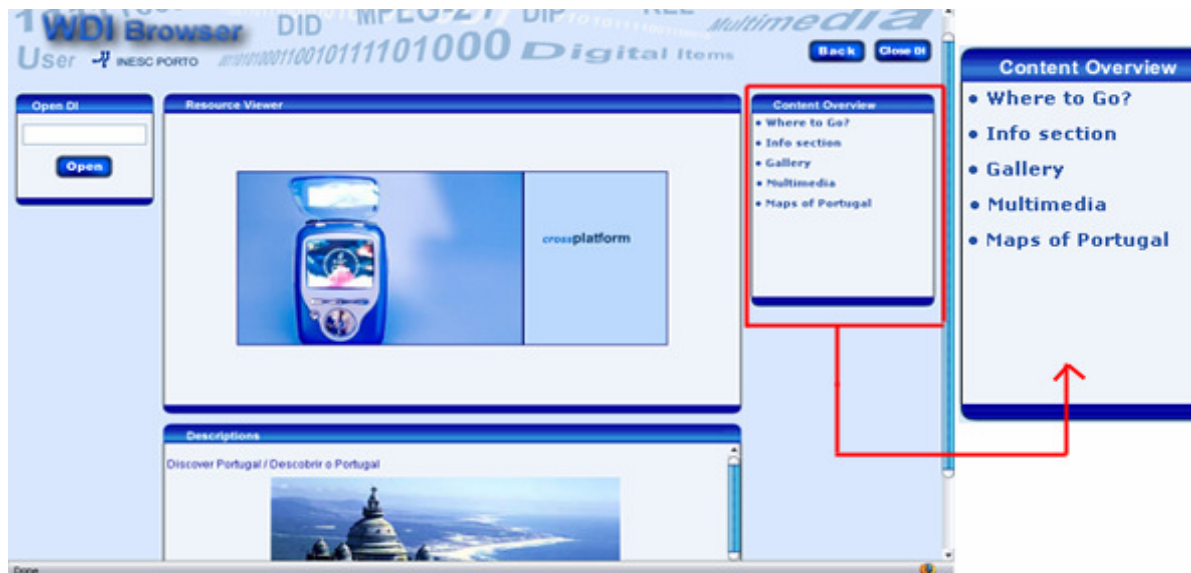 MPEG-21
DID
DIP
REL
Multimedia
WDI Browser
User
INESC PORTO
Digital Items
Back
Close DI
Open DI
Open
Resource Viewer
crossplatform
Content Overview
• Where to Go?
• Info section
• Gallery
• Multimedia
• Maps of Portugal
Content Overview
• Where to Go?
• Info section
• Gallery
• Multimedia
• Maps of Portugal
Descriptions
Discover Portugal / Descobrir o Portugal
Done